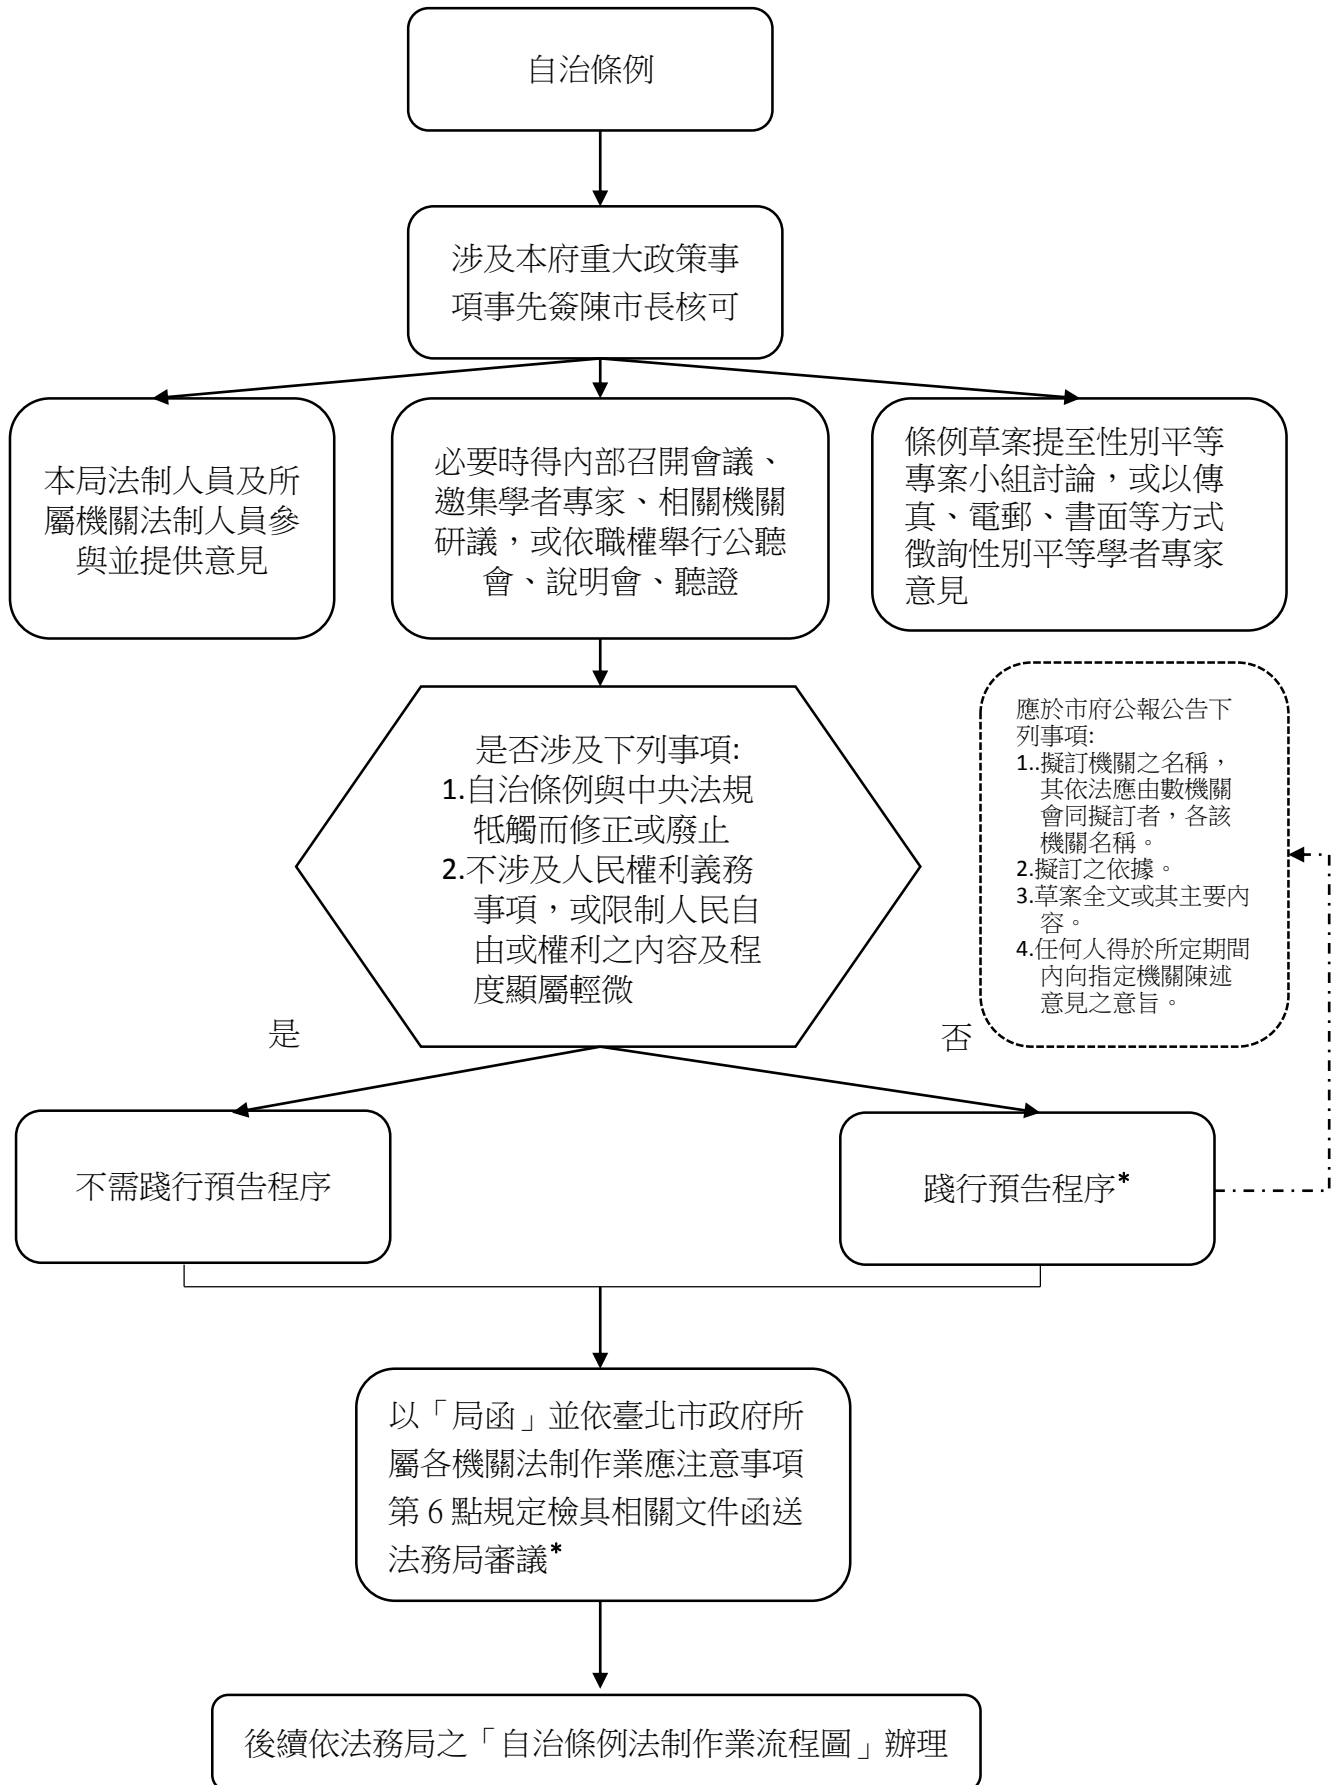 自治條例
涉及本府重大政策事
項事先簽陳市長核可
本局法制人員及所
屬機關法制人員參
與並提供意見
必要時得內部召開會議、
邀集學者專家、相關機關
研議，或依職權舉行公聽
會、說明會、聽證
條例草案提至性別平等
專案小組討論，或以傳
真、電郵、書面等方式
徵詢性別平等學者專家
意見
是否涉及下列事項:
1.自治條例與中央法規
牴觸而修正或廢止
2.不涉及人民權利義務
事項，或限制人民自
由或權利之內容及程
度顯屬輕微
應於市府公報公告下
列事項:
1..擬訂機關之名稱，
其依法應由數機關
會同擬訂者，各該
機關名稱。
2.擬訂之依據。
3.草案全文或其主要內
容。
4.任何人得於所定期間
內向指定機關陳述
意見之意旨。
是
否
不需踐行預告程序
踐行預告程序*
以「局函」並依臺北市政府所
屬各機關法制作業應注意事項
第 6 點規定檢具相關文件函送
法務局審議*
後續依法務局之「自治條例法制作業流程圖」辦理